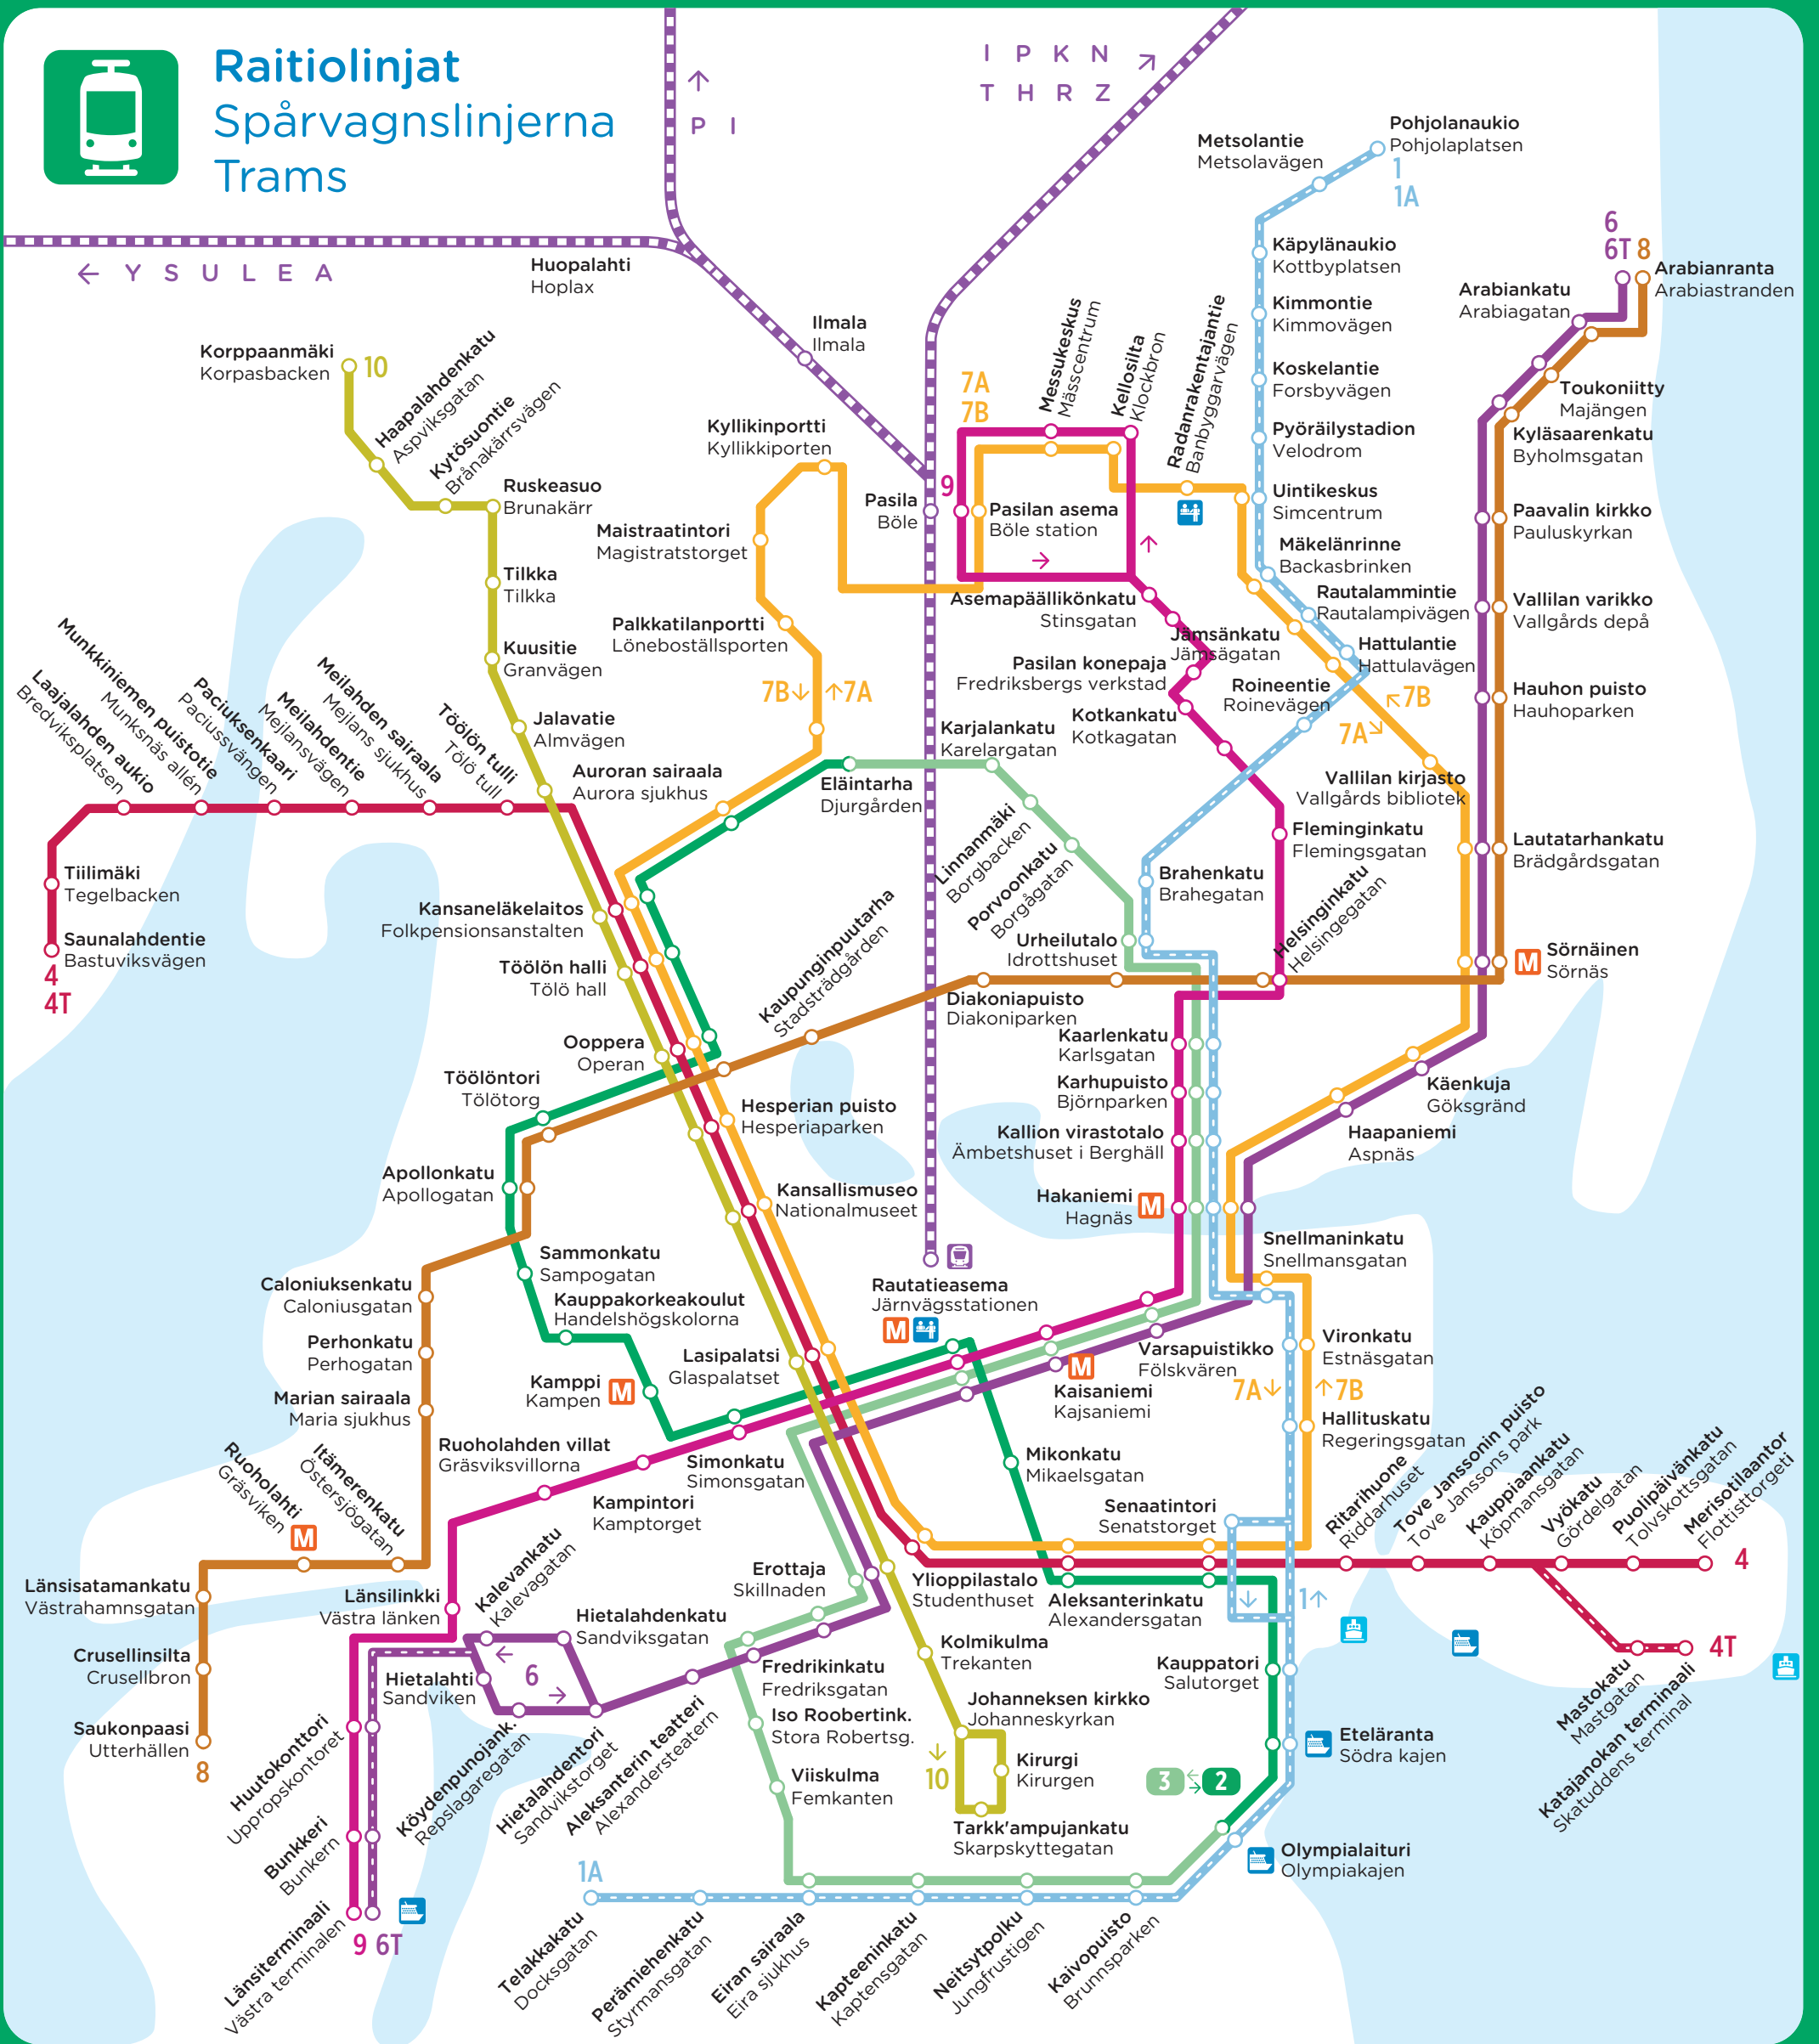 Raitiolinjat
Spårvagnslinjerna
Trams
I P K N
T H R Z
P I
Y S U L E A
Huopalahti
Hoplax
Ilmala
Ilmala
Metsolantie
Metsolavägen
Pohjolanaukio
Pohjolaplatsen
1
1A
Käpylänaukio
Kottbyplatsen
Kimmontie
Kimmovägen
Koskelantie
Forsbyvägen
Pyöräilystadion
Velodrom
Uintikeskus
Simcentrum
Mäkelänrinne
Backasbrinken
Rautalammintie
Rautalampivägen
Hattulantie
Hattulavägen
6
6T 8
Arabianranta
Arabiastranden
Arabiankatu
Arabiagatan
Toukoniitty
Majängen
Kyläsaarenkatu
Byholmsgatan
Paavalin kirkko
Pauluskyrkan
Vallilan varikko
Vallgårds depå
Hauhon puisto
Hauhoparken
Lautatarhankatu
Brädgårdsgatan
M
Sörnäinen
Sörnäs
Korppaanmäki
Korpasbacken
10
Haapalahdenkatu
Aspviksgatan
Kytösuontie
Brånakärrsvägen
Ruskeasuo
Brunakärr
Tilkka
Tilkka
Kuusitie
Granvägen
Jalavatie
Almvägen
Auroran sairaala
Aurora sjukhus
Kyllikinportti
Kyllikkiporten
Maistraatintori
Magistratstorget
Palkkatilanportti
Löneboställsporten
7B
7A
7A
7B
Messukeskus
Mässcentrum
Kellosilta
Klockbron
Radanrakentajantie
Banbyggarvägen
9
Pasila
Böle
Pasilan asema
Böle station
Asemapäällikönkatu
Stinsgatan
Jämsänkatu
Jämsägatan
Pasilan konepaja
Fredriksbergs verkstad
Roineentie
Roinevägen
Kotkankatu
Kotkagatan
7B
7A
Karjalankatu
Karelargatan
Eläintarha
Djurgården
Linnanmäki
Borgbacken
Porvoonkatu
Borgågatan
Vallilan kirjasto
Vallgårds bibliotek
Fleminginkatu
Flemingsgatan
Brahenkatu
Brahegatan
Helsinginkatu
Helsingegatan
Urheilutalo
Idrottshuset
Munkkiniemen puistotie
Munksnäs allén
Laajalahden aukio
Bredviksplatsen
Paciuksenkaari
Paciussvängen
Meilahdentie
Mejlansvägen
Meilahden sairaala
Mejlans sjukhus
Töölön tulli
Tölö tull
Tiilimäki
Tegelbacken
Saunalahdentie
Bastuviksvägen
4
4T
Kansaneläkelaitos
Folkpensionsanstalten
Töölön halli
Tölö hall
Ooppera
Operan
Töölöntori
Tölötorg
Kaupunginpuutarha
Stadsträdgården
Diakoniapuisto
Diakoniparken
Kaarlenkatu
Karlsgatan
Karhupuisto
Björnparken
Kallion virastotalo
Ämbetshuset i Berghäll
Hakaniemi
Hagnäs
M
Käenkuja
Göksgränd
Haapaniemi
Aspnäs
Hesperian puisto
Hesperiaparken
Apollonkatu
Apollogatan
Kansallismuseo
Nationalmuseet
Sammonkatu
Sampogatan
Kauppakorkeakoulut
Handelshögskolorna
Caloniuksenkatu
Caloniusgatan
Perhonkatu
Perhogatan
Marian sairaala
Maria sjukhus
Lasipalatsi
Glaspalatset
Kamppi
Kampen
M
Rautatieasema
Järnvägsstationen
M
Snellmaninkatu
Snellmansgatan
Varsapuistikko
Fölskvären
M
Kaisaniemi
Kajsaniemi
Vironkatu
Estnäsgatan
7A
7B
Hallituskatu
Regeringsgatan
Ruoholahden villat
Gräsviksvillorna
Simonkatu
Simonsgatan
Kampintori
Kamptorget
Mikonkatu
Mikaelsgatan
Senaatintori
Senatstorget
Ruoholahti
Gräsviken
M
Itämerenkatu
Östersjögatan
Ritarihuone
Riddarhuset
Tove Janssonin puisto
Tove Janssons park
Kauppiaankatu
Köpmansgatan
Vyökatu
Gördelgatan
Puolipäivänkatu
Tolvskottsgatan
Merisotilaantor
Flottisttorgeti
4
Länsisatamankatu
Västrahamnsgatan
Länsilinkki
Västra länken
Kalevankatu
Kalevagatan
Hietalahdenkatu
Sandviksgatan
Erottaja
Skillnaden
Ylioppilastalo
Studenthuset
Aleksanterinkatu
Alexandersgatan
1
Crusellinsilta
Crusellbron
Hietalahti
Sandviken
6
Fredrikinkatu
Fredriksgatan
Kolmikulma
Trekanten
Kauppatori
Salutorget
4T
Mastokatu
Mastgatan
Katajanokan terminaali
Skatuddens terminal
Saukonpaasi
Utterhällen
8
Huutokonttori
Uppropskontoret
Köydenpunojank.
Repslagaregatan
Hietalahdentori
Sandvikstorget
Aleksanterin teatteri
Alexandersteatern
Iso Roobertink.
Stora Robertsg.
Johanneksen kirkko
Johanneskyrkan
Kirurgi
Kirurgen
10
Viiskulma
Femkanten
Tarkk'ampujankatu
Skarpskyttegatan
3
2
Eteläranta
Södra kajen
Olympialaituri
Olympiakajen
Bunkkeri
Bunkern
Länsiterminaali
Västra terminalen
9 6T
1A
Telakkakatu
Docksgatan
Perämiehenkatu
Styrmansgatan
Eiran sairaala
Eira sjukhus
Kapteeninkatu
Kaptensgatan
Neitsytpolku
Jungfrustigen
Kaivopuisto
Brunnsparken